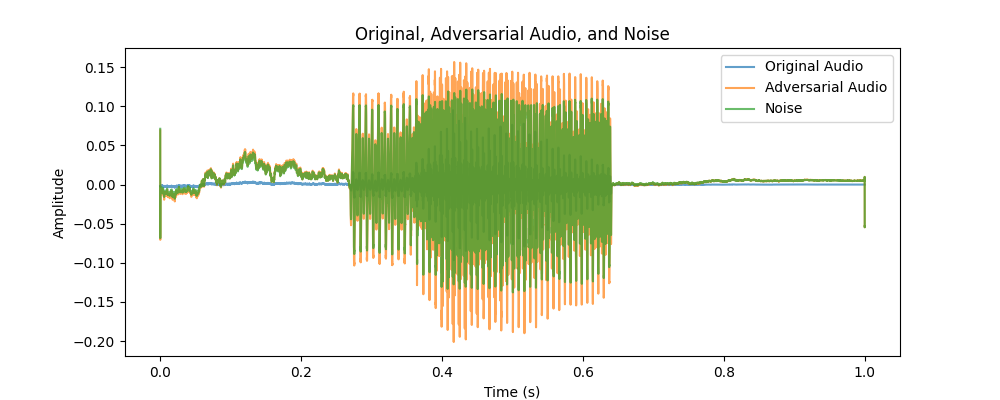 Original, Adversarial Audio, and Noise
Original Audio
Adversarial Audio
Noise
Amplitude
0.15
0.10
0.05
0.00
−0.05
−0.10
−0.15
−0.20
0.0 0.2 0.4 0.6 0.8 1.0
Time (s)